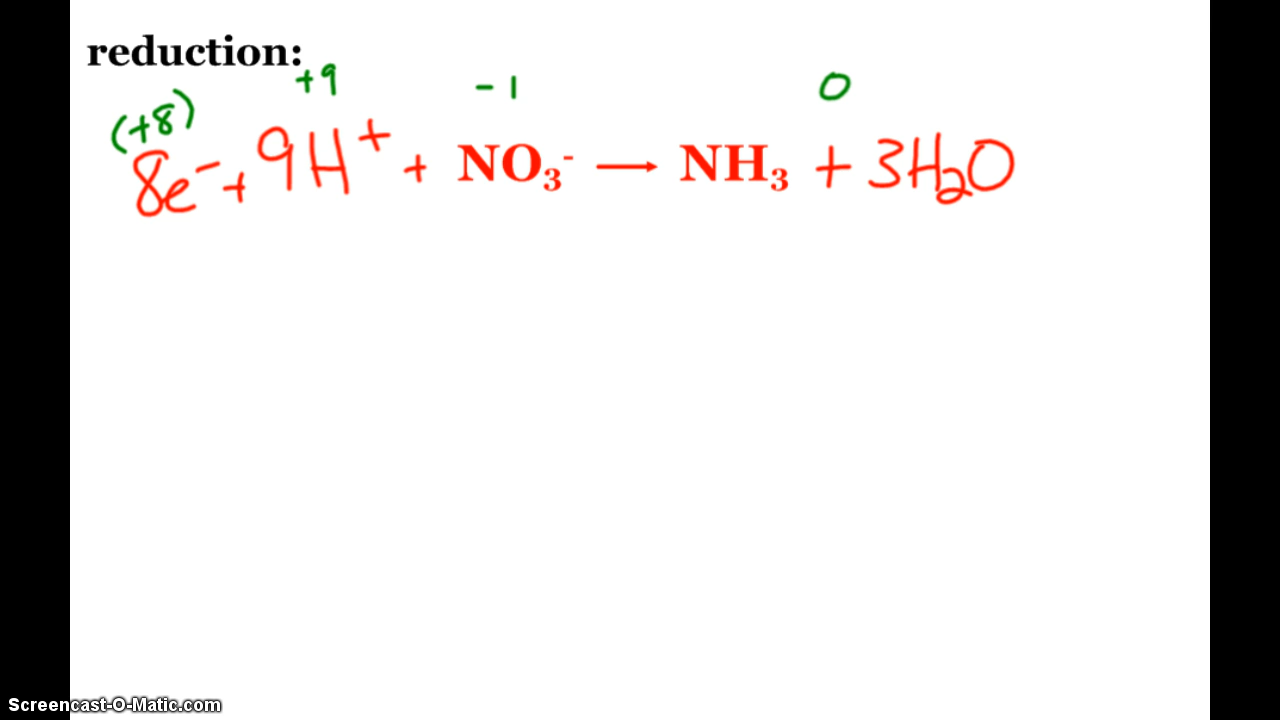 reduction:
+9 -1 0
(+8)
8e⁻ + 9H⁺ + NO₃⁻ → NH₃ + 3H₂O
Screencast-O-Matic.com